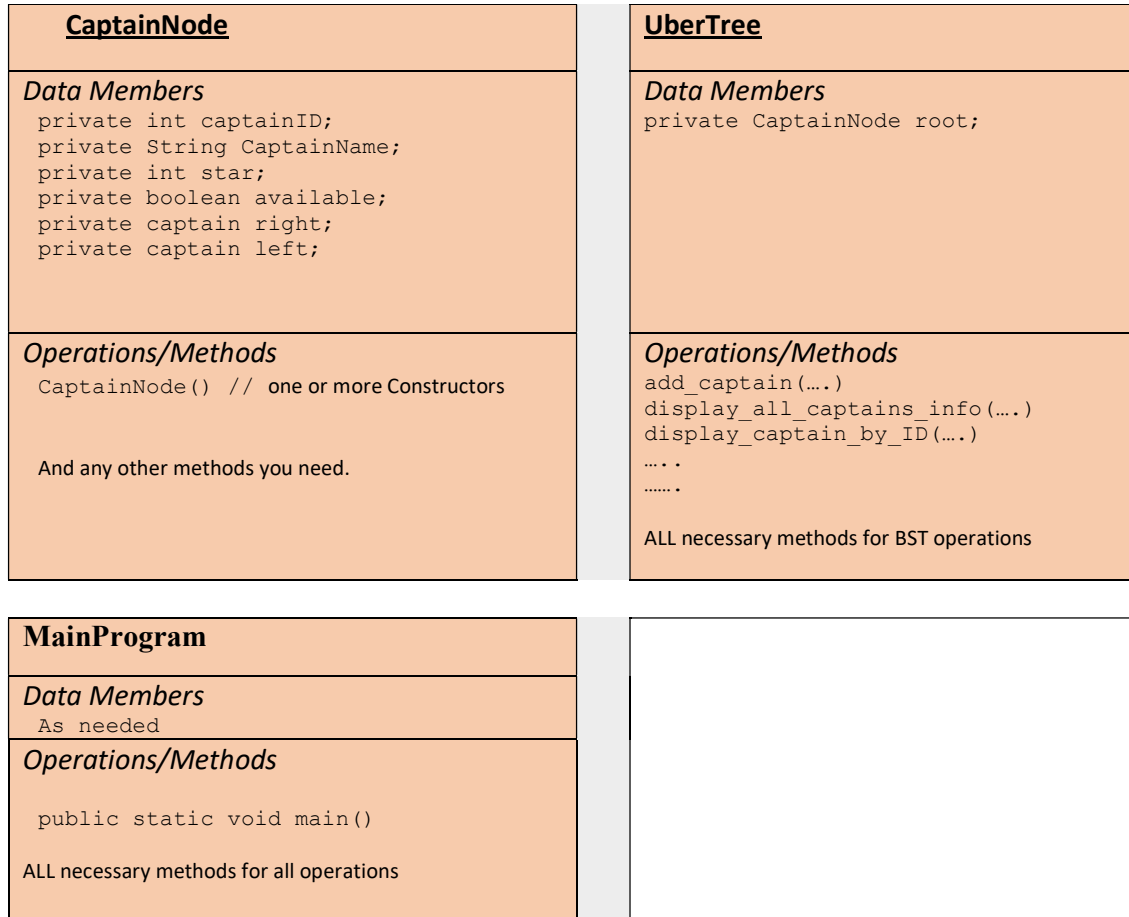 CaptainNode
Data Members
private int captainID;
private String CaptainName;
private int star;
private boolean available;
private captain right;
private captain left;
Operations/Methods
CaptainNode() // one or more Constructors
And any other methods you need.
UberTree
Data Members
private CaptainNode root;
Operations/Methods
add_captain(….)
display_all_captains_info(….)
display_captain_by_ID(….)
…..
…….
ALL necessary methods for BST operations
MainProgram
Data Members
As needed
Operations/Methods
public static void main()
ALL necessary methods for all operations